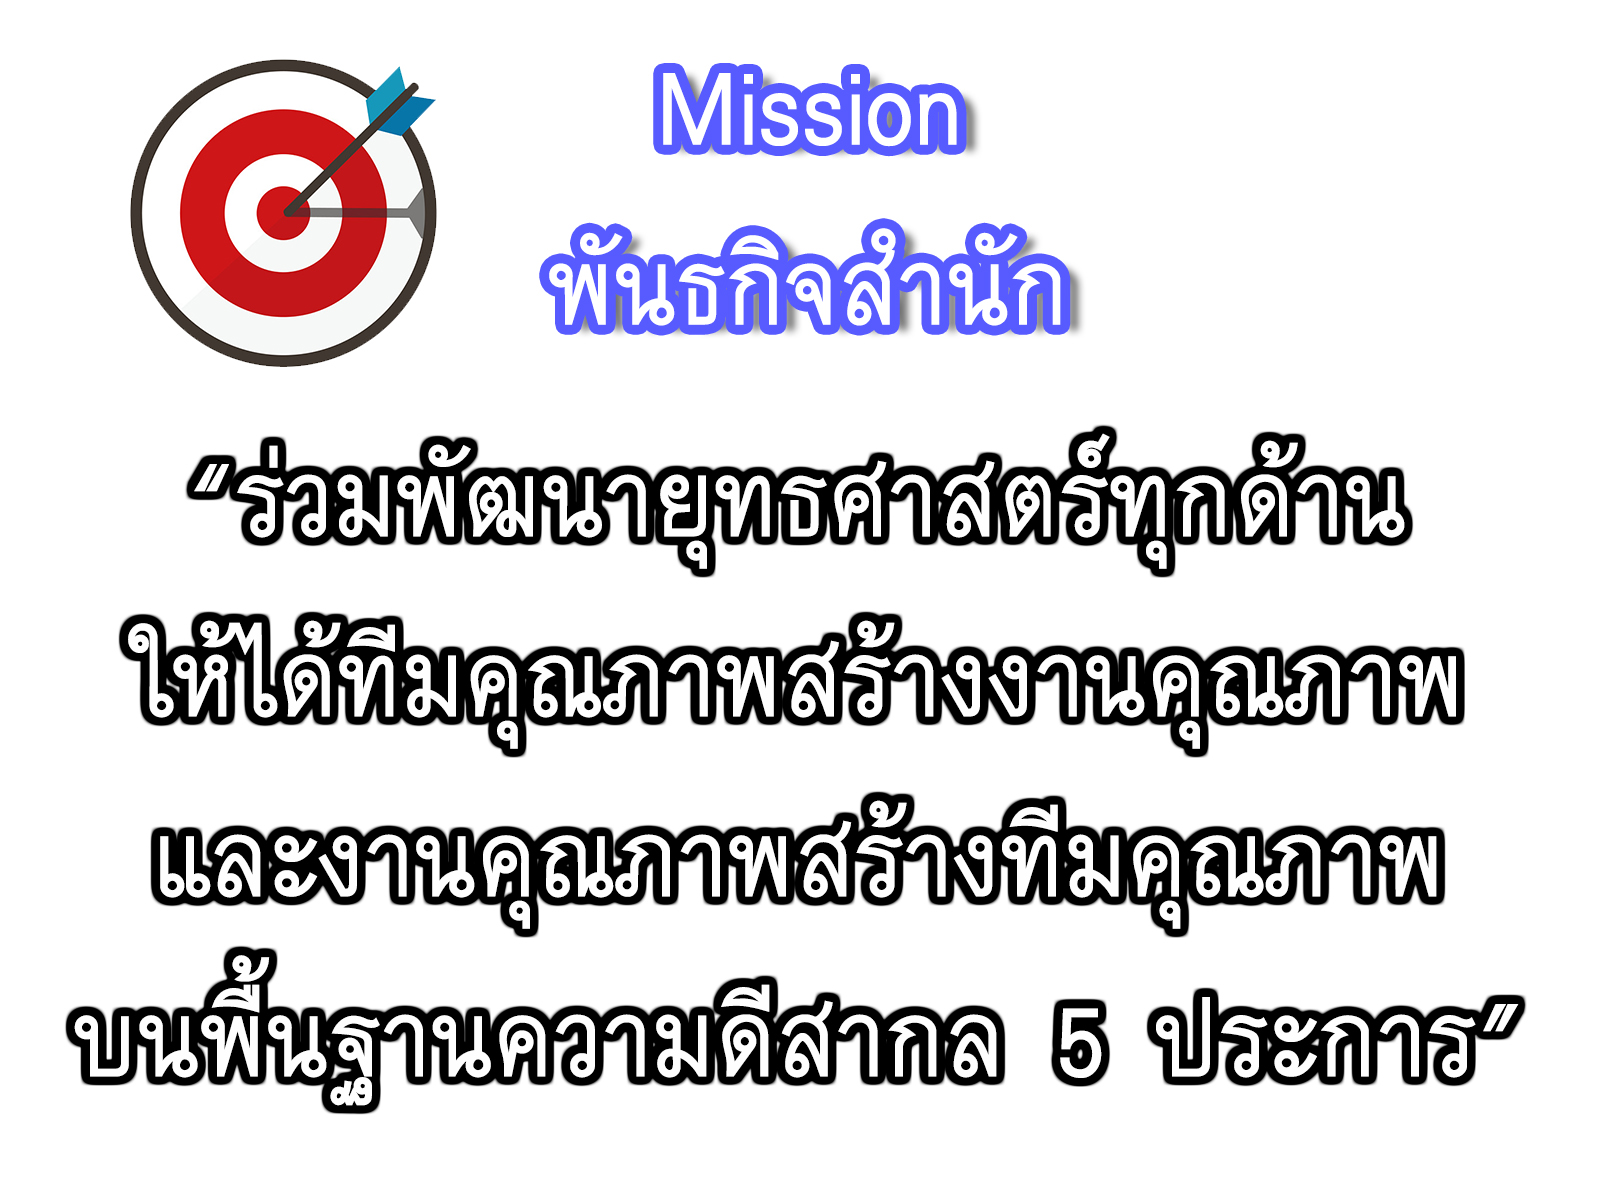 Mission
พันธกิจสำนัก
"ร่วมพัฒนายุทธศาสตร์ทุกด้าน
ให้ได้ทีมคุณภาพสร้างงานคุณภาพ
และงานคุณภาพสร้างทีมคุณภาพ
บนพื้นฐานความดีสากล 5 ประการ"